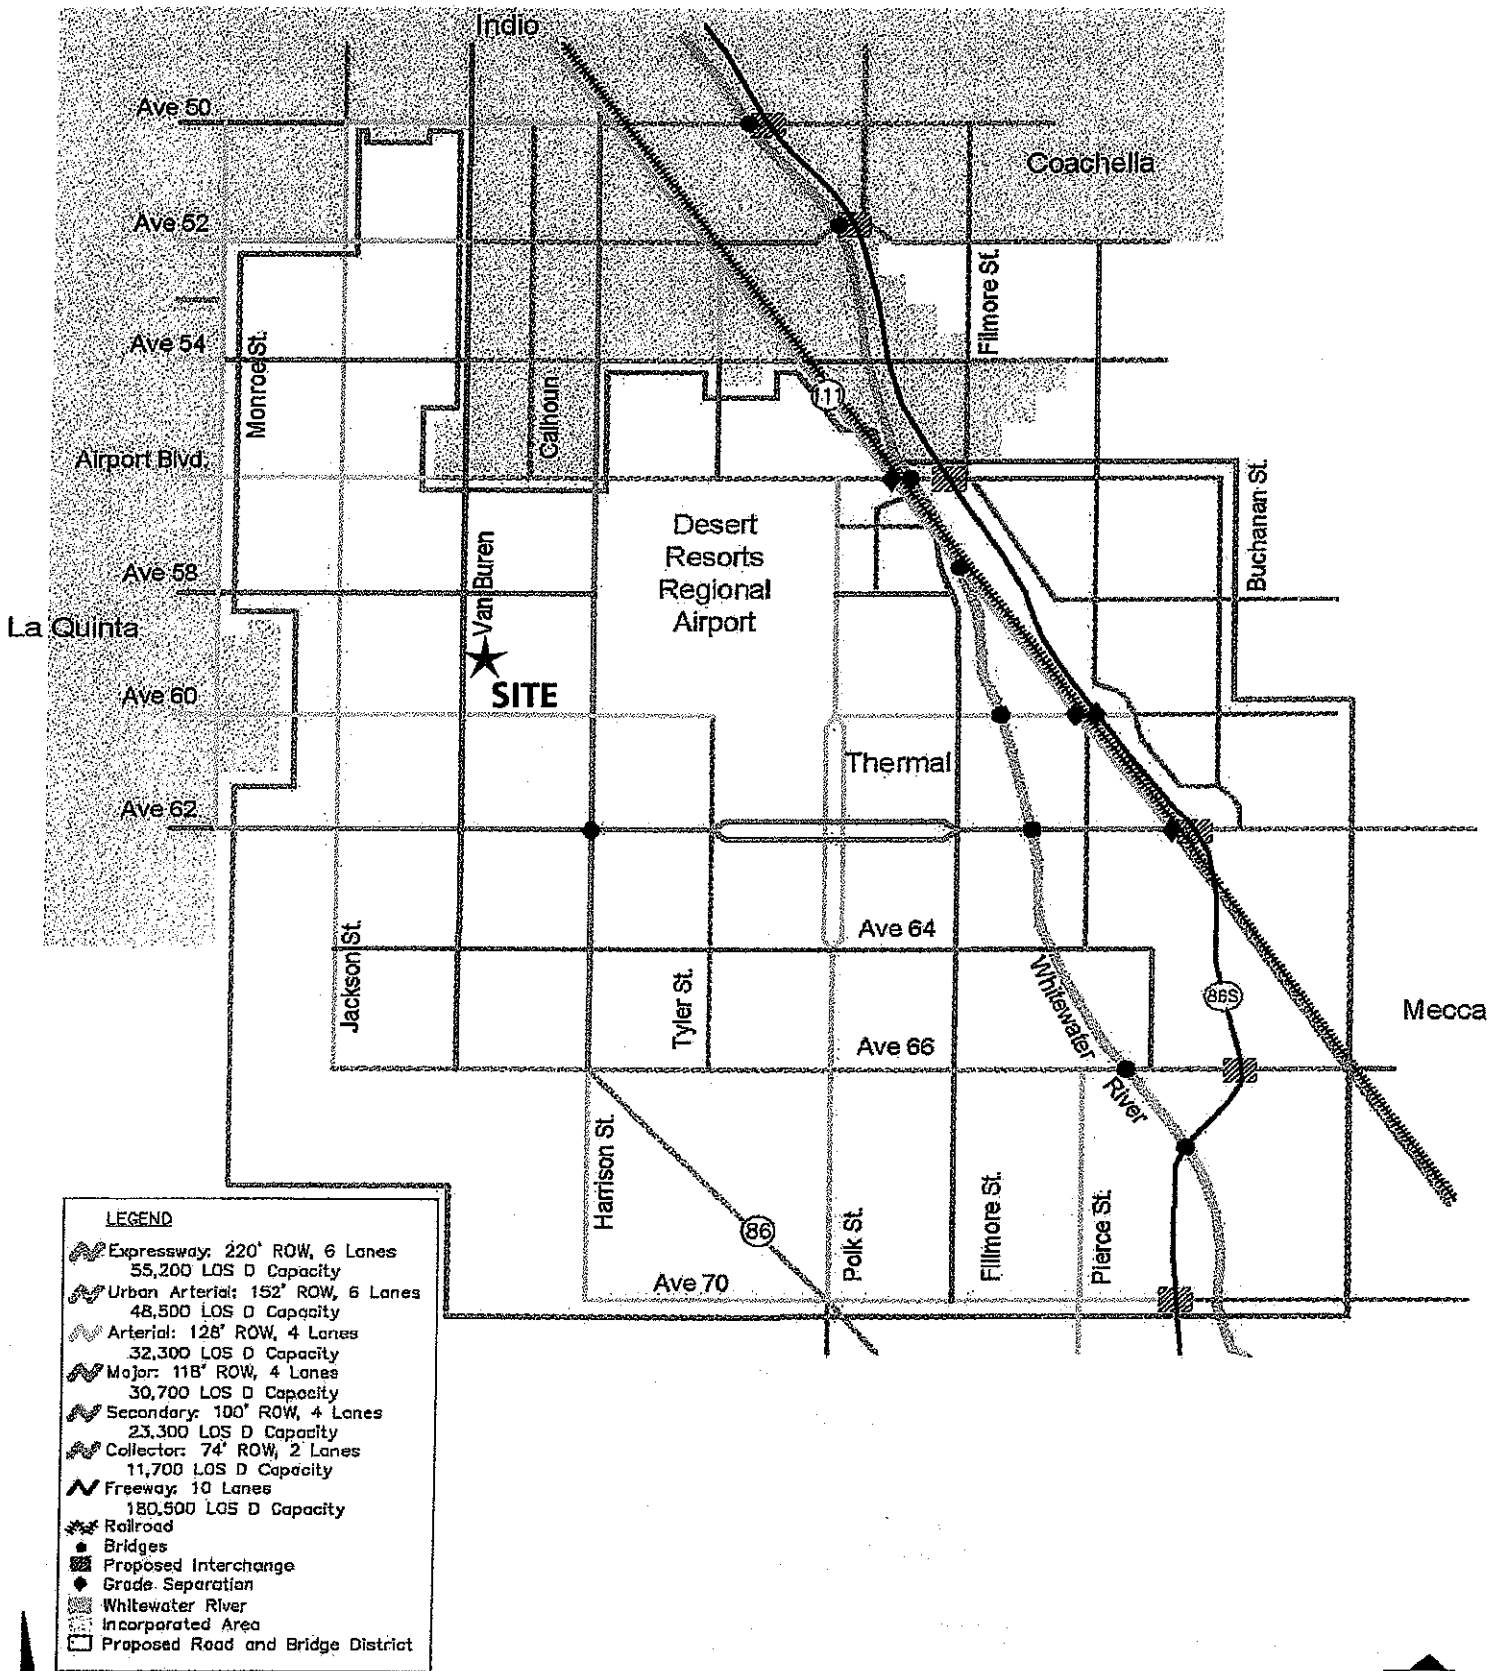 Indio
Ave 50
Coachella
Ave 52
Filmore St.
Ave 54
Monroe St.
Calhoun
111
Airport Blvd.
Buchanan St.
Desert
Resorts
Regional
Airport
Van Buren
Ave 58
La Quinta
SITE
Ave 60
Thermal
Ave 62
Ave 64
Jackson St.
Tyler St.
Whitewater
River
86S
Mecca
Ave 66
Harrison St.
86
Polk St.
Fillmore St.
Pierce St.
Ave 70
LEGEND
Expressway: 220' ROW, 6 Lanes
55,200 LOS D Capacity
Urban Arterial: 152' ROW, 6 Lanes
48,500 LOS D Capacity
Arterial: 128' ROW, 4 Lanes
32,300 LOS D Capacity
Major: 118' ROW, 4 Lanes
30,700 LOS D Capacity
Secondary: 100' ROW, 4 Lanes
23,300 LOS D Capacity
Collector: 74' ROW, 2 Lanes
11,700 LOS D Capacity
Freeway: 10 Lanes
180,500 LOS D Capacity
Railroad
Bridges
Proposed Interchange
Grade Separation
Whitewater River
Incorporated Area
Proposed Road and Bridge District